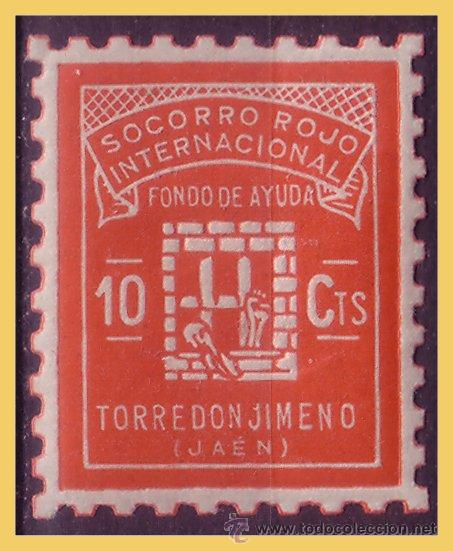 SOCORRO ROJO
INTERNACIONAL
FONDO DE AYUDA
10 CTS
TORREDONJIMENO
(JAÉN)
© www.todocoleccion.net